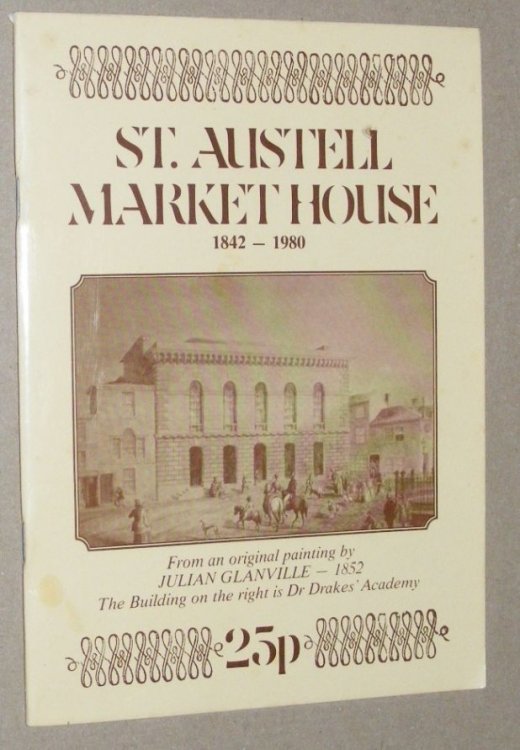 ST. AUSTELL
MARKET HOUSE
1842 – 1980
From an original painting by
JULIAN GLANVILLE – 1852
The Building on the right is Dr Drakes' Academy
25p